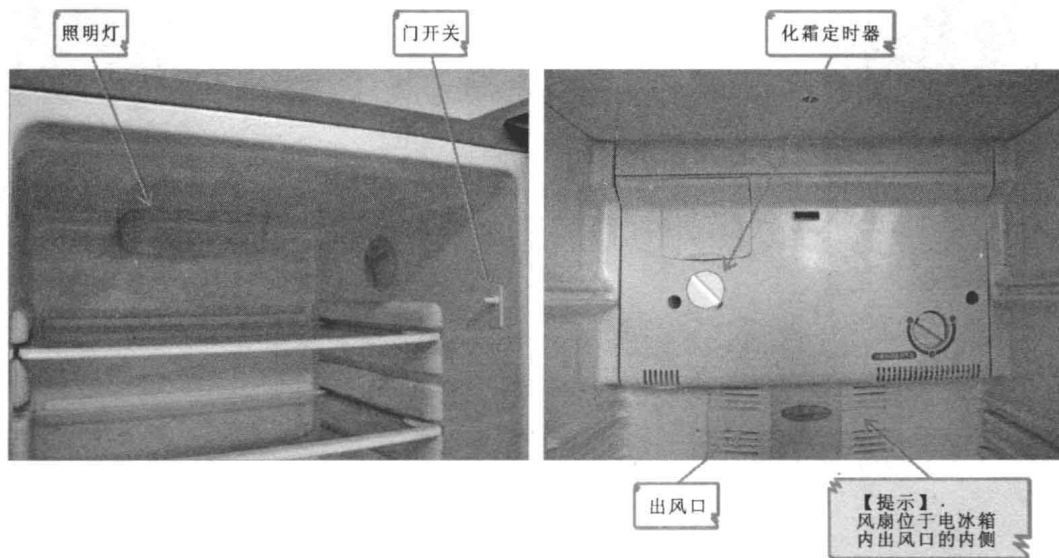 照明灯
门开关
化霜定时器
出风口
【提示】.
风扇位于电冰箱
内出风口的内侧